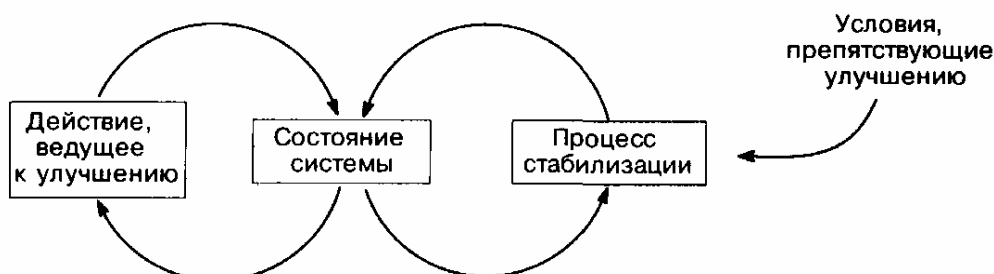 Условия,
препятствующие
улучшению
Действие,
ведущее
к улучшению
Состояние
системы
Процесс
стабилизации